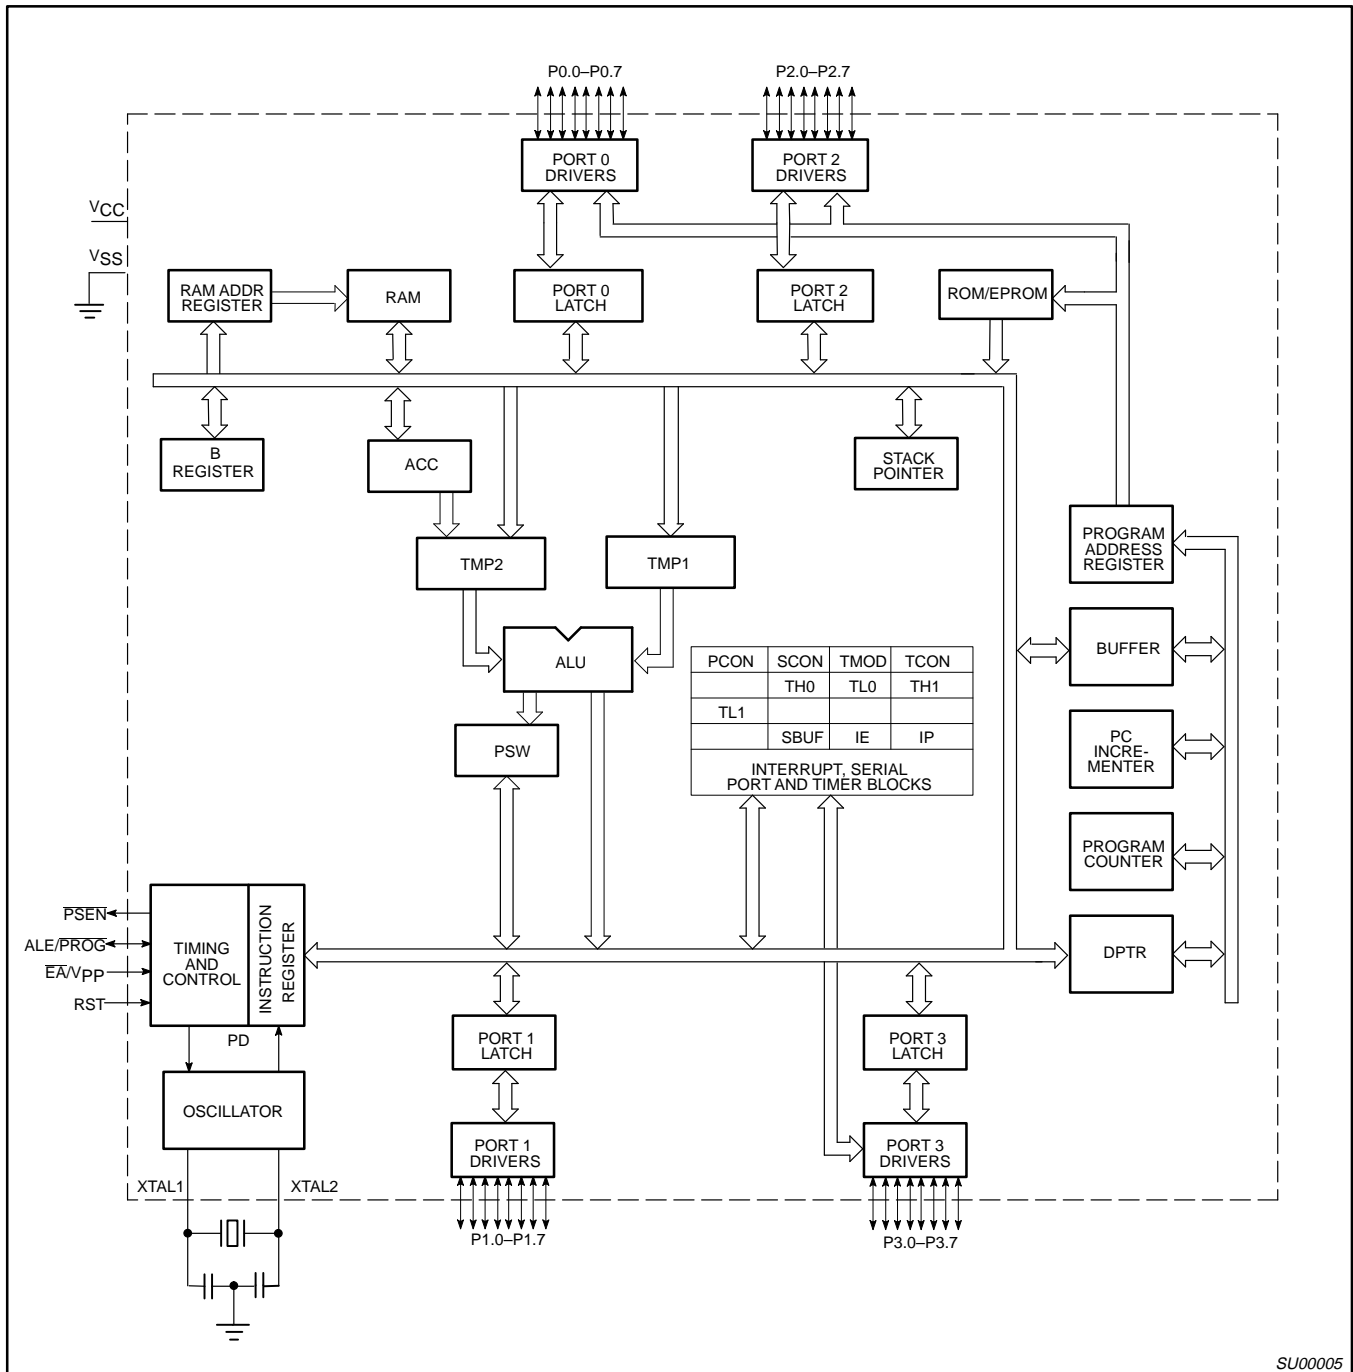 P0.0–P0.7
P2.0–P2.7
PORT 0
DRIVERS
PORT 2
DRIVERS
VCC
VSS
RAM ADDR
REGISTER
RAM
PORT 0
LATCH
PORT 2
LATCH
ROM/EPROM
B
REGISTER
ACC
STACK
POINTER
TMP2
TMP1
PROGRAM
ADDRESS
REGISTER
ALU
BUFFER
PCON SCON TMOD TCON
TH0 TL0 TH1
TL1
SBUF IE IP
INTERRUPT, SERIAL
PORT AND TIMER BLOCKS
PSW
PC
INCRE-
MENTER
PROGRAM
COUNTER
PSEN
ALE/PROG
EA/VPP
RST
TIMING
AND
CONTROL
INSTRUCTION
REGISTER
DPTR
PD
PORT 1
LATCH
PORT 3
LATCH
OSCILLATOR
PORT 1
DRIVERS
PORT 3
DRIVERS
XTAL1
XTAL2
P1.0–P1.7
P3.0–P3.7
SU00005